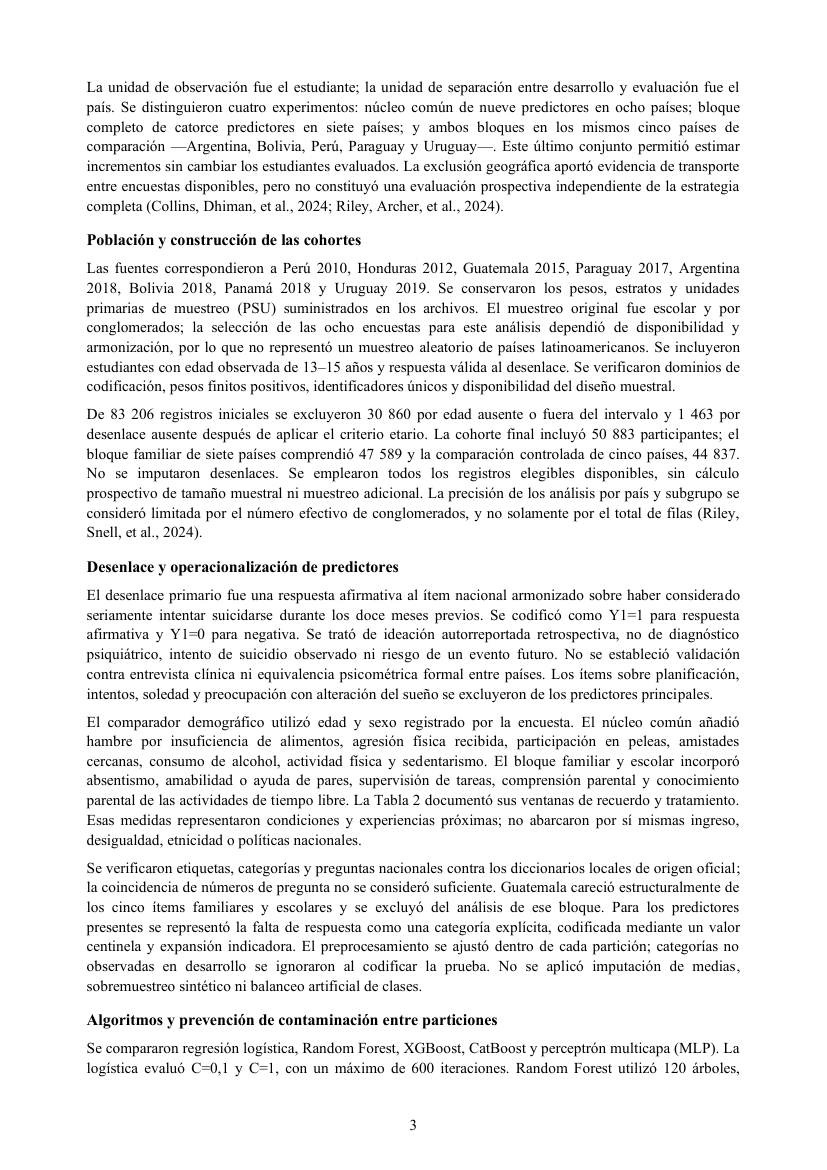 La unidad de observación fue el estudiante; la unidad de separación entre desarrollo y evaluación fue el
país. Se distinguieron cuatro experimentos: núcleo común de nueve predictores en ocho países; bloque
completo de catorce predictores en siete países; y ambos bloques en los mismos cinco países de
comparación —Argentina, Bolivia, Perú, Paraguay y Uruguay—. Este último conjunto permitió estimar
incrementos sin cambiar los estudiantes evaluados. La exclusión geográfica aportó evidencia de transporte
entre encuestas disponibles, pero no constituyó una evaluación prospectiva independiente de la estrategia
completa (Collins, Dhiman, et al., 2024; Riley, Archer, et al., 2024).
Población y construcción de las cohortes
Las fuentes correspondieron a Perú 2010, Honduras 2012, Guatemala 2015, Paraguay 2017, Argentina
2018, Bolivia 2018, Panamá 2018 y Uruguay 2019. Se conservaron los pesos, estratos y unidades
primarias de muestreo (PSU) suministrados en los archivos. El muestreo original fue escolar y por
conglomerados; la selección de las ocho encuestas para este análisis dependió de disponibilidad y
armonización, por lo que no representó un muestreo aleatorio de países latinoamericanos. Se incluyeron
estudiantes con edad observada de 13–15 años y respuesta válida al desenlace. Se verificaron dominios de
codificación, pesos finitos positivos, identificadores únicos y disponibilidad del diseño muestral.
De 83 206 registros iniciales se excluyeron 30 860 por edad ausente o fuera del intervalo y 1 463 por
desenlace ausente después de aplicar el criterio etario. La cohorte final incluyó 50 883 participantes; el
bloque familiar de siete países comprendió 47 589 y la comparación controlada de cinco países, 44 837.
No se imputaron desenlaces. Se emplearon todos los registros elegibles disponibles, sin cálculo
prospectivo de tamaño muestral ni muestreo adicional. La precisión de los análisis por país y subgrupo se
consideró limitada por el número efectivo de conglomerados, y no solamente por el total de filas (Riley,
Snell, et al., 2024).
Desenlace y operacionalización de predictores
El desenlace primario fue una respuesta afirmativa al ítem nacional armonizado sobre haber considerado
seriamente intentar suicidarse durante los doce meses previos. Se codificó como Y1=1 para respuesta
afirmativa y Y1=0 para negativa. Se trató de ideación autorreportada retrospectiva, no de diagnóstico
psiquiátrico, intento de suicidio observado ni riesgo de un evento futuro. No se estableció validación
contra entrevista clínica ni equivalencia psicométrica formal entre países. Los ítems sobre planificación,
intentos, soledad y preocupación con alteración del sueño se excluyeron de los predictores principales.
El comparador demográfico utilizó edad y sexo registrado por la encuesta. El núcleo común añadió
hambre por insuficiencia de alimentos, agresión física recibida, participación en peleas, amistades
cercanas, consumo de alcohol, actividad física y sedentarismo. El bloque familiar y escolar incorporó
absentismo, amabilidad o ayuda de pares, supervisión de tareas, comprensión parental y conocimiento
parental de las actividades de tiempo libre. La Tabla 2 documentó sus ventanas de recuerdo y tratamiento.
Esas medidas representaron condiciones y experiencias próximas; no abarcaron por sí mismas ingreso,
desigualdad, etnicidad o políticas nacionales.
Se verificaron etiquetas, categorías y preguntas nacionales contra los diccionarios locales de origen oficial;
la coincidencia de números de pregunta no se consideró suficiente. Guatemala careció estructuralmente de
los cinco ítems familiares y escolares y se excluyó del análisis de ese bloque. Para los predictores
presentes se representó la falta de respuesta como una categoría explícita, codificada mediante un valor
centinela y expansión indicadora. El preprocesamiento se ajustó dentro de cada partición; categorías no
observadas en desarrollo se ignoraron al codificar la prueba. No se aplicó imputación de medias,
sobremuestreo sintético ni balanceo artificial de clases.
Algoritmos y prevención de contaminación entre particiones
Se compararon regresión logística, Random Forest, XGBoost, CatBoost y perceptrón multicapa (MLP). La
logística evaluó C=0,1 y C=1, con un máximo de 600 iteraciones. Random Forest utilizó 120 árboles,
3